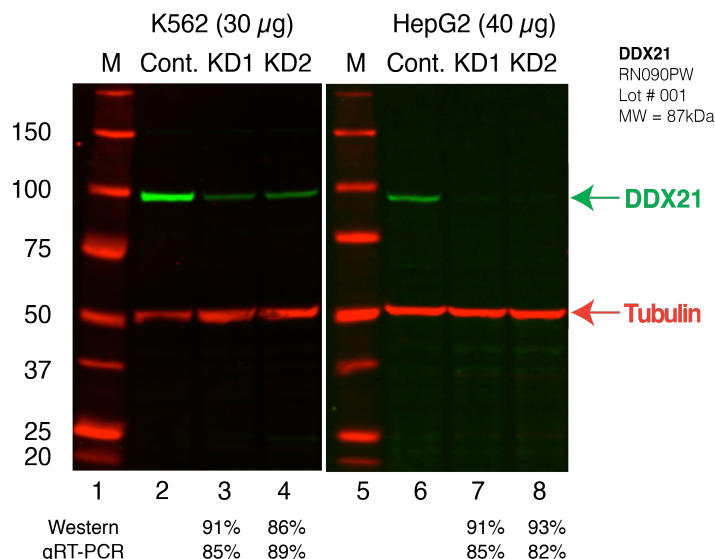 K562 (30 µg) HepG2 (40 µg)
M Cont. KD1 KD2 M Cont. KD1 KD2
DDX21
RN090PW
Lot # 001
MW = 87kDa
150
100
DDX21
75
50
Tubulin
37
25
20
1 2 3 4 5 6 7 8
Western 91% 86% 91% 93%
qRT-PCR 85% 89% 85% 82%